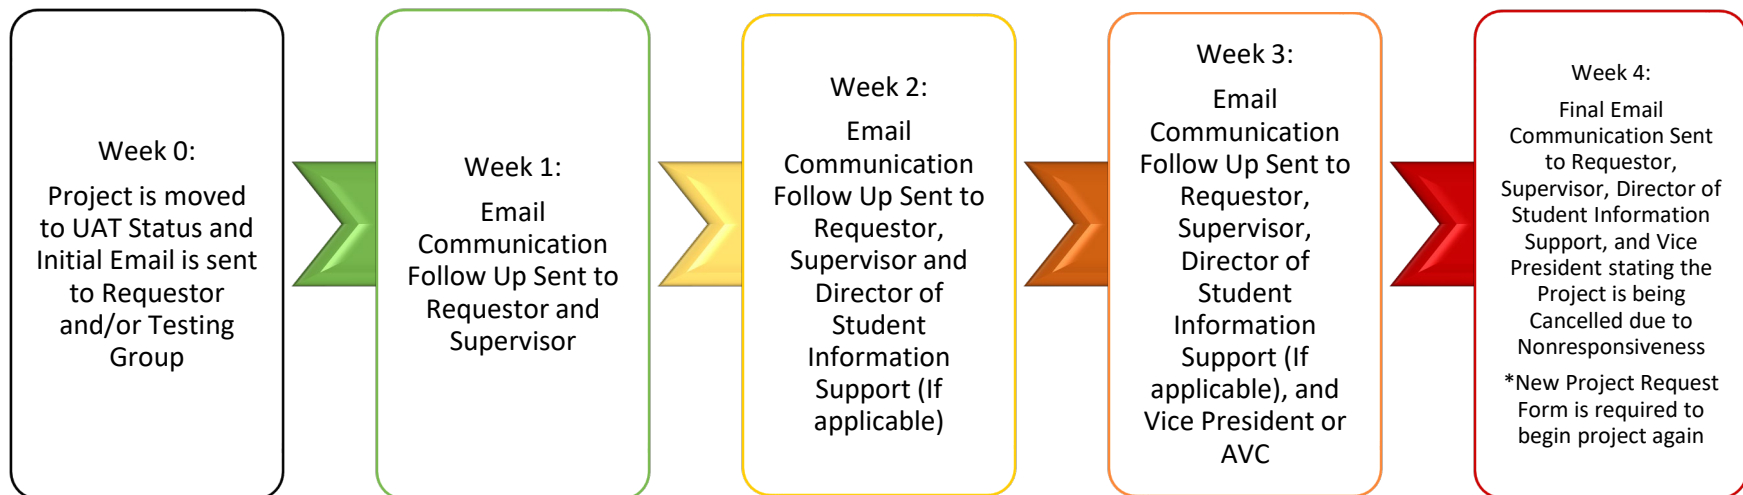 Week 0:
Project is moved
to UAT Status and
Initial Email is sent
to Requestor
and/or Testing
Group
Week 1:
Email
Communication
Follow Up Sent to
Requestor and
Supervisor
Week 2:
Email
Communication
Follow Up Sent to
Requestor,
Supervisor and
Director of
Student
Information
Support (If
applicable)
Week 3:
Email
Communication
Follow Up Sent to
Requestor,
Supervisor,
Director of
Student
Information
Support (If
applicable), and
Vice President or
AVC
Week 4:
Final Email
Communication Sent
to Requestor,
Supervisor, Director of
Student Information
Support, and Vice
President stating the
Project is being
Cancelled due to
Nonresponsiveness
*New Project Request
Form is required to
begin project again